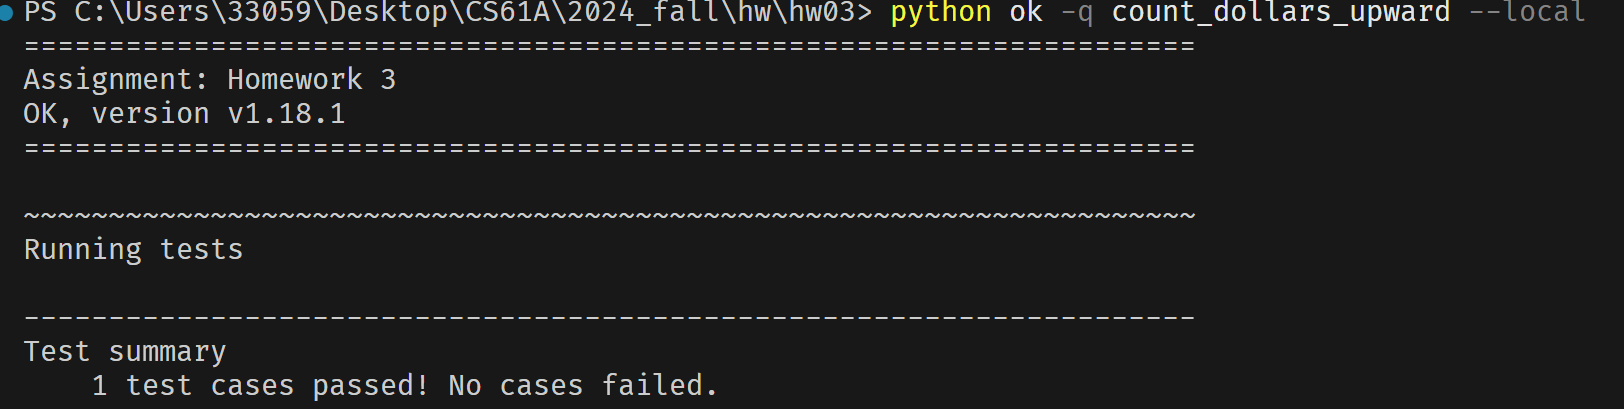 PS C:\Users\33059\Desktop\CS61A\2024_fall\hw\hw03> python ok -q count_dollars_upward --local
=====================================================================
Assignment: Homework 3
OK, version v1.18.1
=====================================================================
~~~~~~~~~~~~~~~~~~~~~~~~~~~~~~~~~~~~~~~~~~~~~~~~~~~~~~~~~~~~~~~~~~~~~
Running tests
---------------------------------------------------------------------
Test summary
    1 test cases passed! No cases failed.